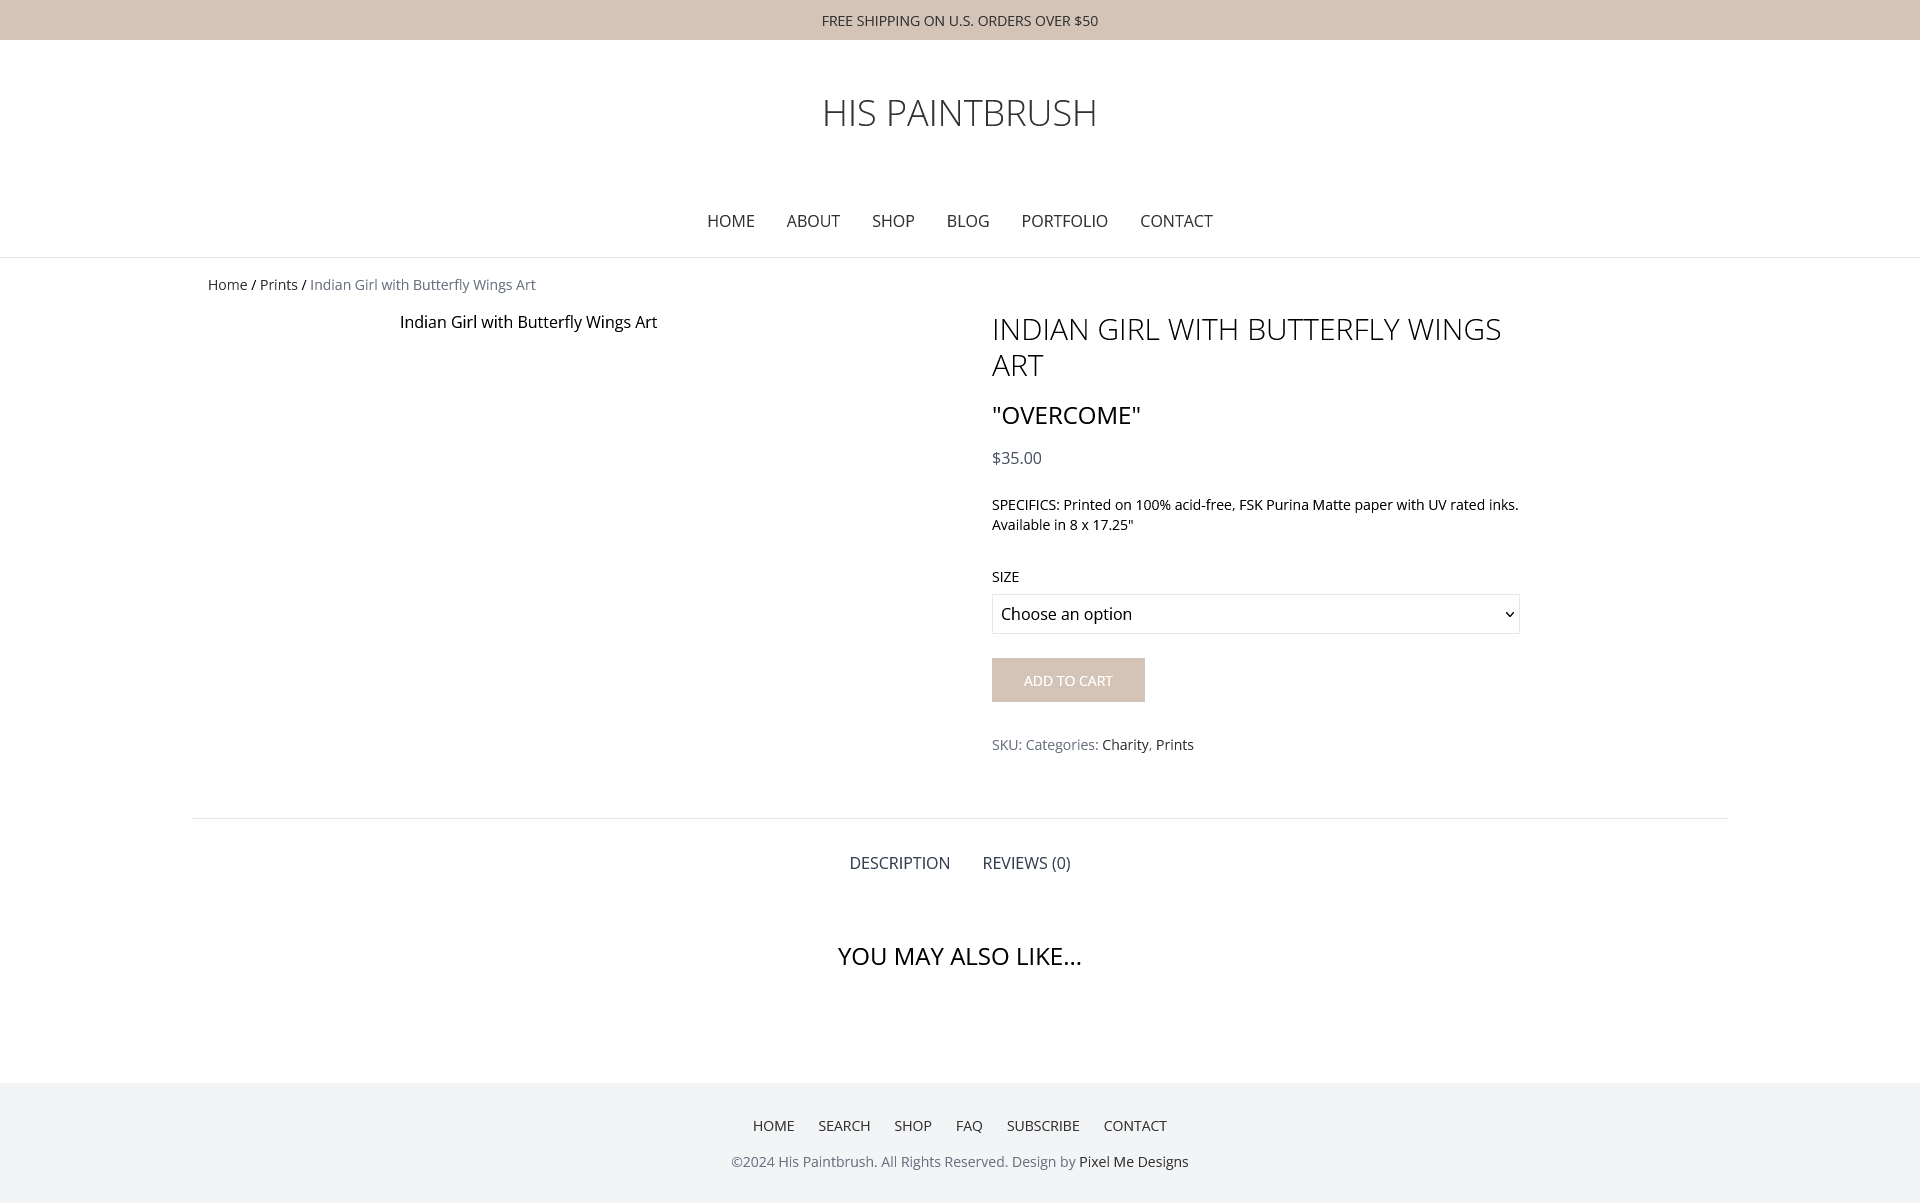 FREE SHIPPING ON U.S. ORDERS OVER $50
HIS PAINTBRUSH
HOME ABOUT SHOP BLOG PORTFOLIO CONTACT
Home / Prints / Indian Girl with Butterfly Wings Art
Indian Girl with Butterfly Wings Art
INDIAN GIRL WITH BUTTERFLY WINGS
ART
"OVERCOME"
$35.00
SPECIFICS: Printed on 100% acid-free, FSK Purina Matte paper with UV rated inks.
Available in 8 x 17.25"
SIZE
Choose an option
ADD TO CART
SKU: Categories: Charity, Prints
DESCRIPTION REVIEWS (0)
YOU MAY ALSO LIKE…
HOME SEARCH SHOP FAQ SUBSCRIBE CONTACT
©2024 His Paintbrush. All Rights Reserved. Design by Pixel Me Designs